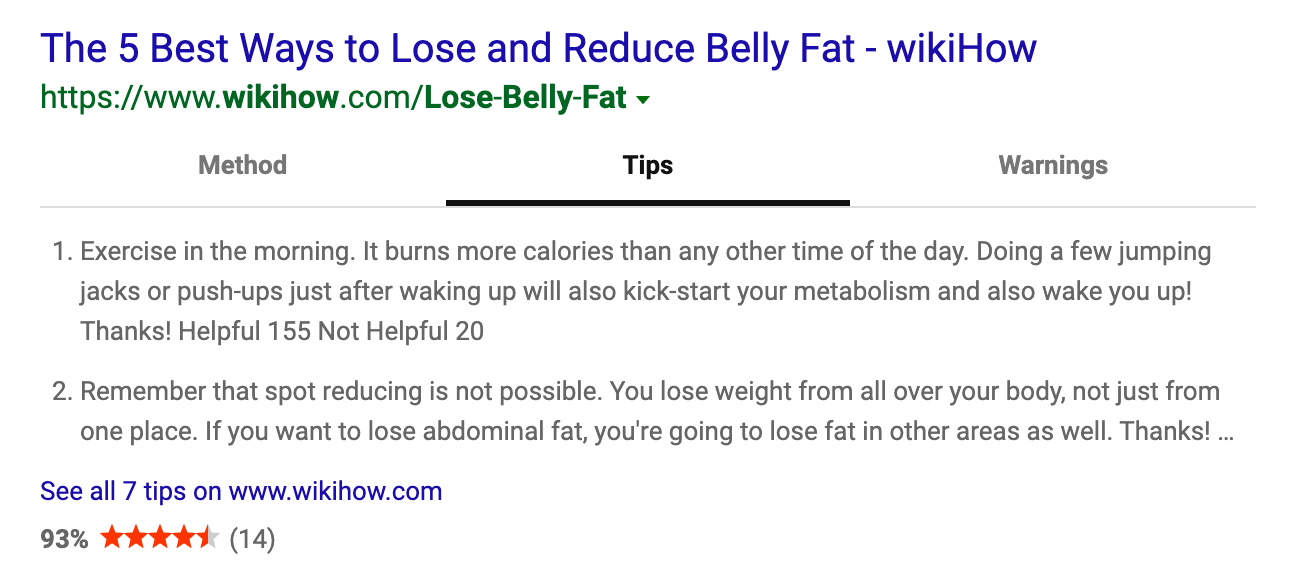 The 5 Best Ways to Lose and Reduce Belly Fat - wikiHow
https://www.wikihow.com/Lose-Belly-Fat
Method
Tips
Warnings
1. Exercise in the morning. It burns more calories than any other time of the day. Doing a few jumping
jacks or push-ups just after waking up will also kick-start your metabolism and also wake you up!
Thanks! Helpful 155 Not Helpful 20
2. Remember that spot reducing is not possible. You lose weight from all over your body, not just from
one place. If you want to lose abdominal fat, you're going to lose fat in other areas as well. Thanks! ...
See all 7 tips on www.wikihow.com
93% (14)